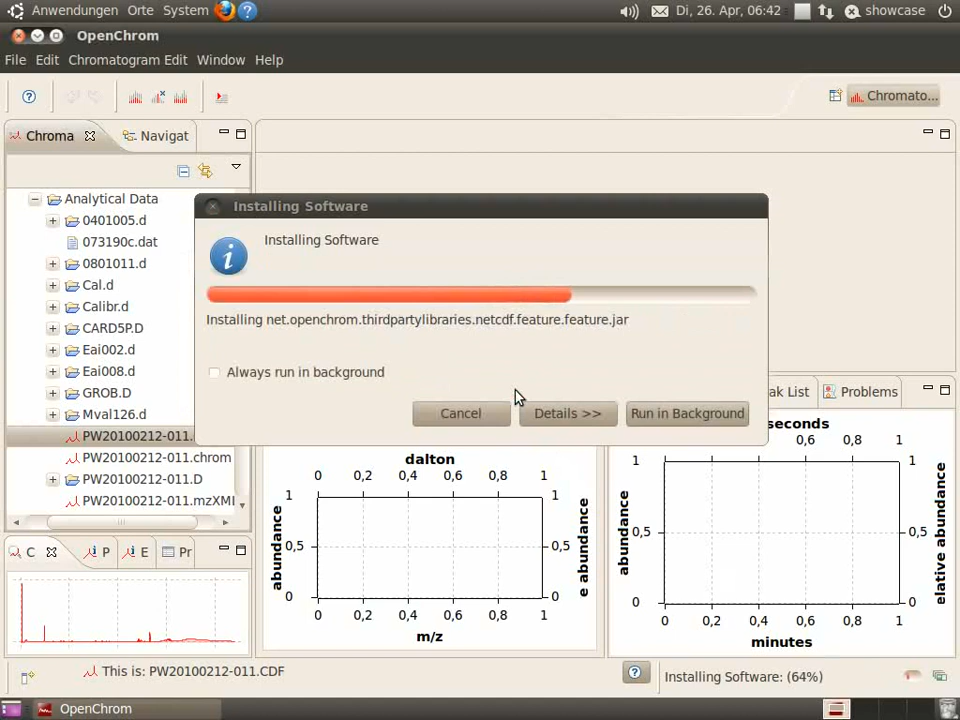 Anwendungen Orte System
Di, 26. Apr, 06:42 showcase
OpenChrom
File Edit Chromatogram Edit Window Help
Chromato...
Chroma Navigat
Analytical Data
0401005.d
073190c.dat
0801011.d
Cal.d
Calibr.d
CARD5P.D
Eai002.d
Eai008.d
GROB.D
Mval126.d
PW20100212-011.
PW20100212-011.chrom
PW20100212-011.D
PW20100212-011.mzXMl
Installing Software
Installing Software
Installing net.openchrom.thirdpartylibraries.netcdf.feature.feature.jar
Always run in background
Cancel Details >> Run in Background
ak List Problems
C P E Pr
dalton
0 0,2 0,4 0,6 0,8 1
1 1
abundance
0,5 0,5
e abundance
0 0
0 0,2 0,4 0,6 0,8 1
m/z
seconds
0,6 0,8 1
1 1
abundance
0,5 0,5
elative abundance
0 0
0 0,2 0,4 0,6 0,8 1
minutes
This is: PW20100212-011.CDF
Installing Software: (64%)
OpenChrom